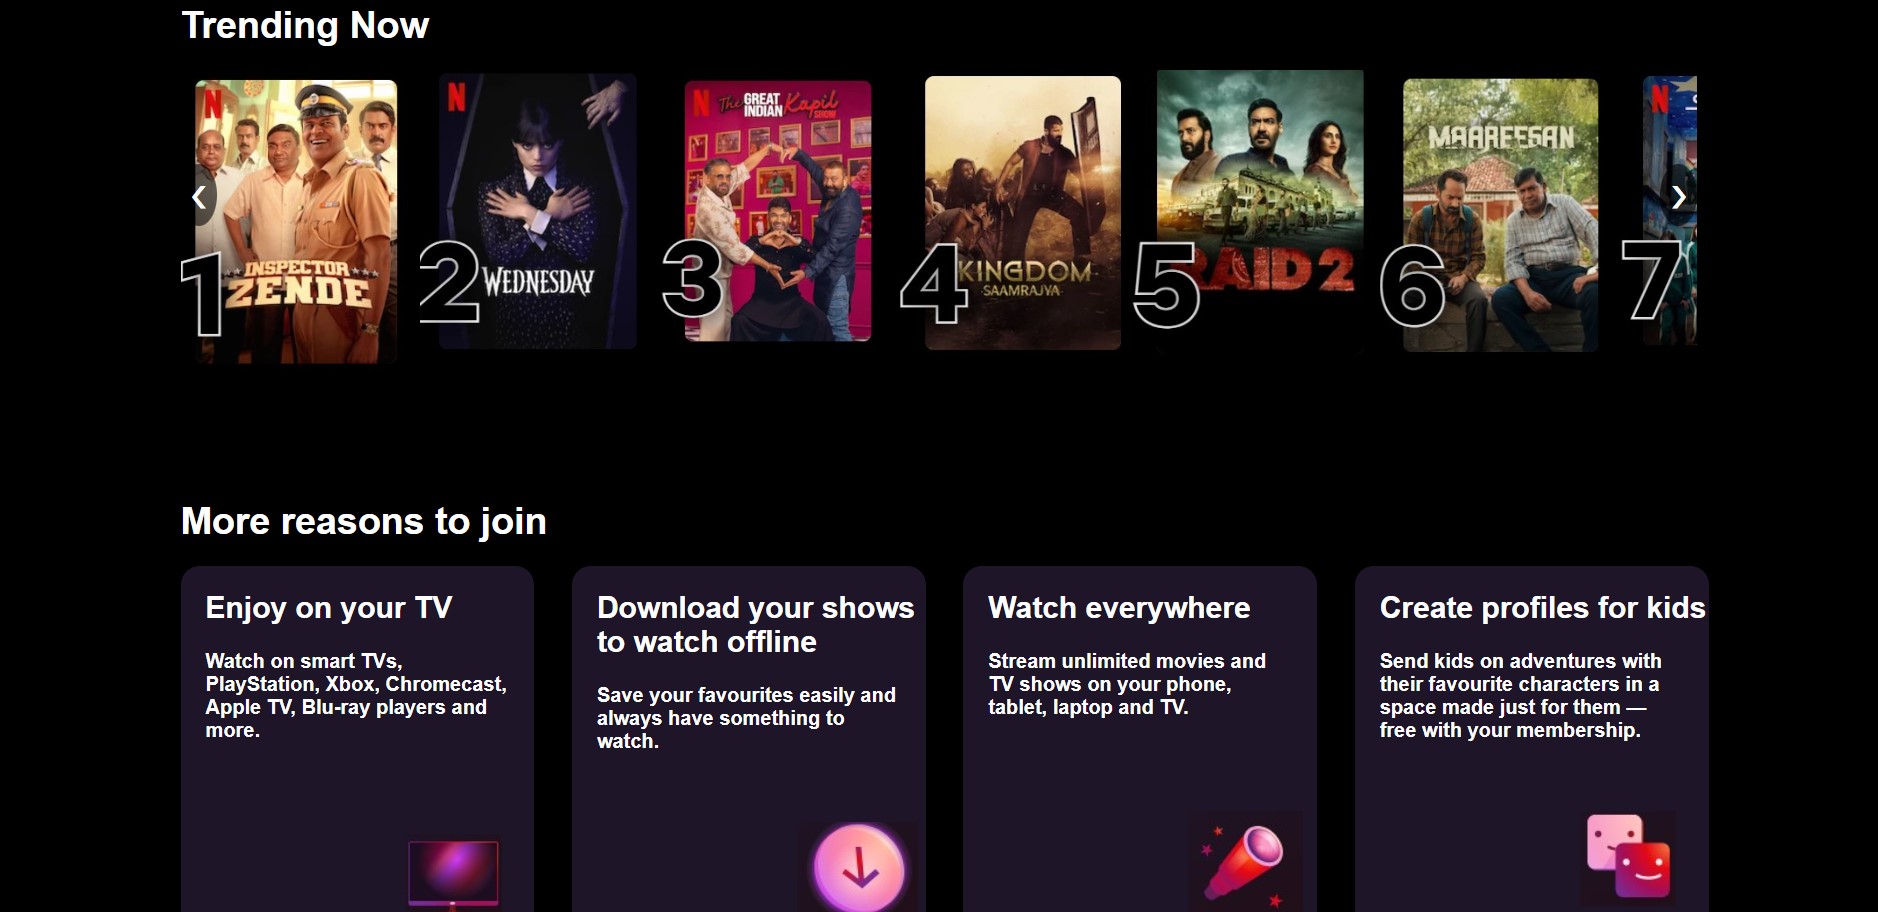 Trending Now
N
INSPECTOR
ZENDE
1
N
WEDNESDAY
2
N
The GREAT INDIAN Kapil SHOW
3
KINGDOM
SAAMRAJYA
4
RAID 2
5
MAAREESAN
6
N
7
More reasons to join
Enjoy on your TV
Watch on smart TVs,
PlayStation, Xbox, Chromecast,
Apple TV, Blu-ray players and
more.
Download your shows
to watch offline
Save your favourites easily and
always have something to
watch.
Watch everywhere
Stream unlimited movies and
TV shows on your phone,
tablet, laptop and TV.
Create profiles for kids
Send kids on adventures with
their favourite characters in a
space made just for them —
free with your membership.